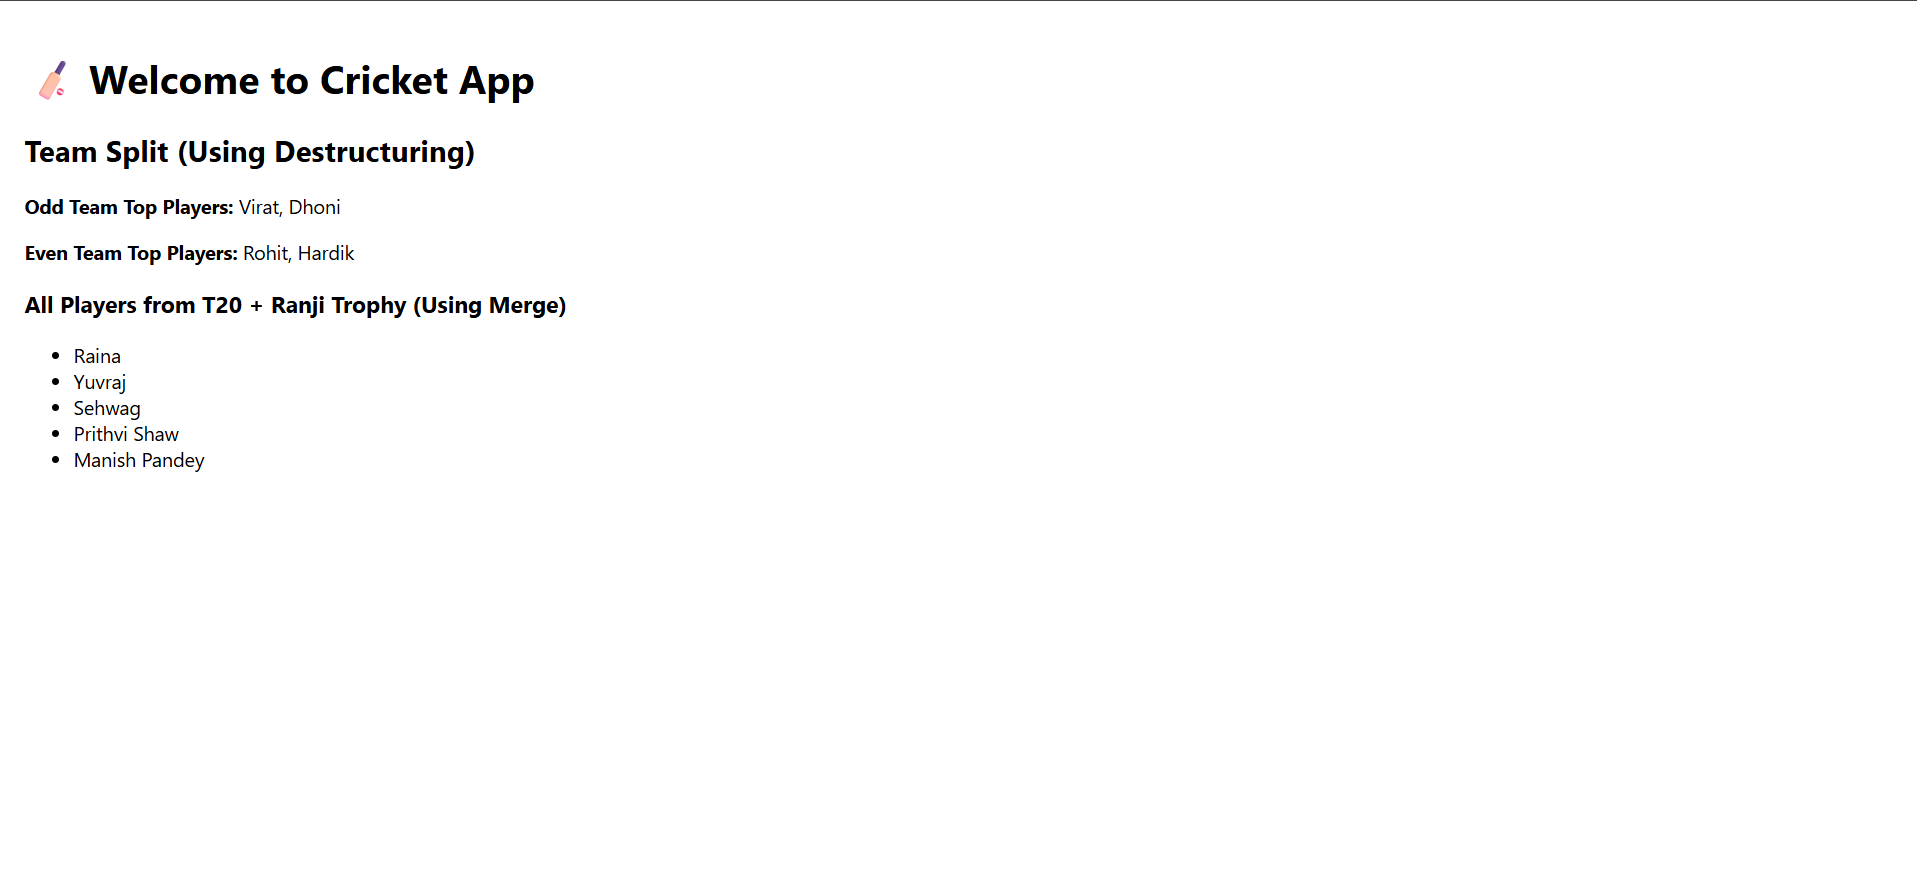 🏏 Welcome to Cricket App
Team Split (Using Destructuring)
Odd Team Top Players: Virat, Dhoni
Even Team Top Players: Rohit, Hardik
All Players from T20 + Ranji Trophy (Using Merge)
• Raina
• Yuvraj
• Sehwag
• Prithvi Shaw
• Manish Pandey